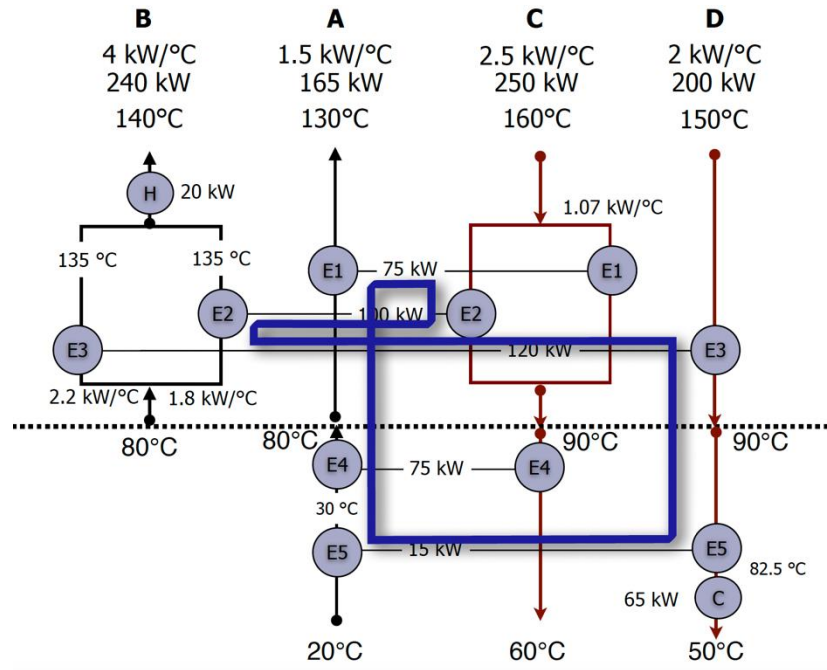 B A C D
4 kW/°C 1.5 kW/°C 2.5 kW/°C 2 kW/°C
240 kW 165 kW 250 kW 200 kW
140°C 130°C 160°C 150°C
H 20 kW
1.07 kW/°C
135 °C 135 °C
E1 75 kW E1
E2 100 kW E2
E3 120 kW E3
2.2 kW/°C 1.8 kW/°C
80°C 80°C 90°C 90°C
E4 75 kW E4
30 °C
E5 15 kW E5
82.5 °C
65 kW C
20°C 60°C 50°C